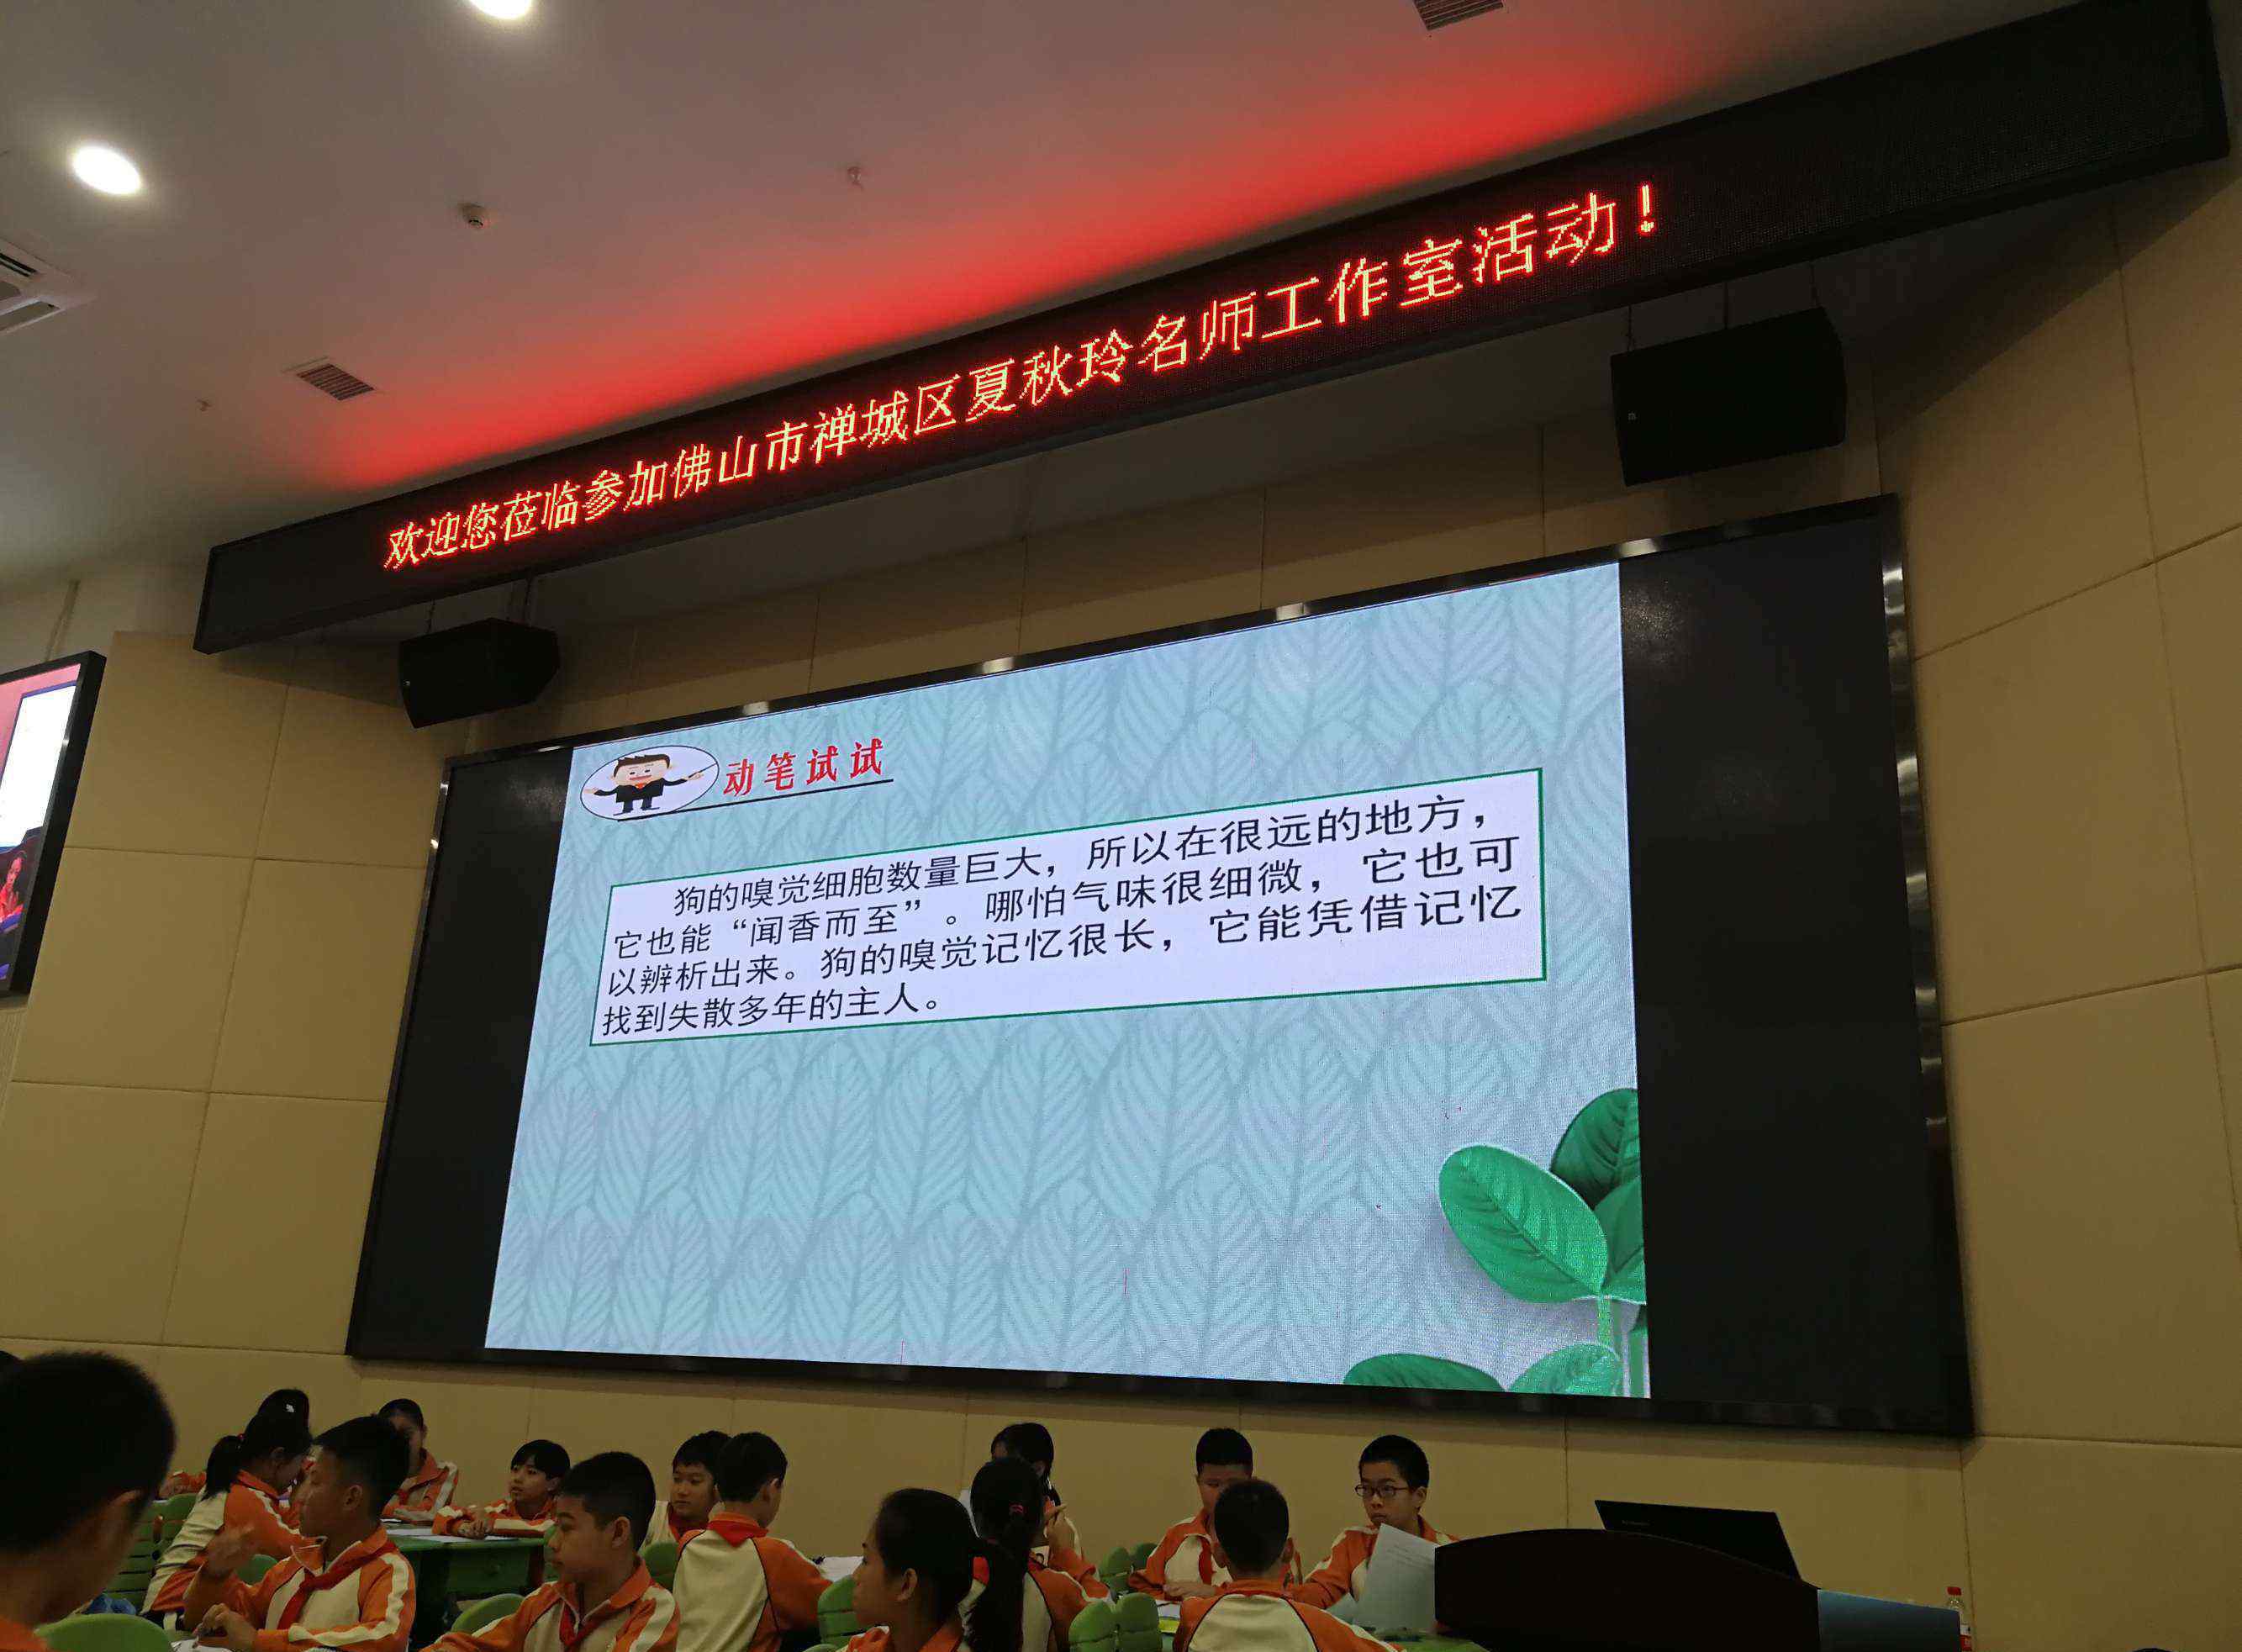 欢迎您莅临参加佛山市禅城区夏秋玲名师工作室活动！
动笔试试
狗的嗅觉细胞数量巨大，所以在很远的地方，
它也能“闻香而至”。哪怕气味很细微，它也可
以辨析出来。狗的嗅觉记忆很长，它能凭借记忆
找到失散多年的主人。